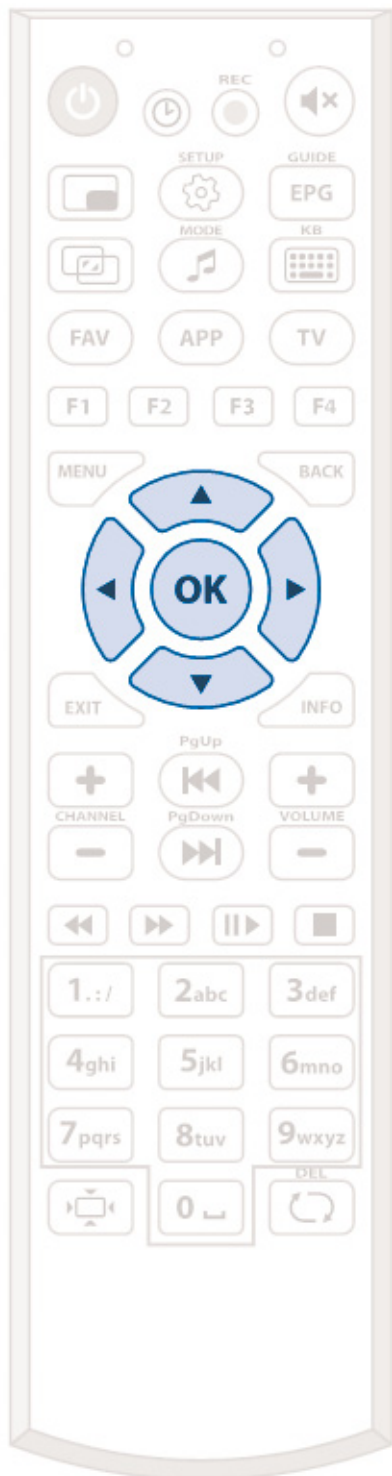 REC
SETUP GUIDE
EPG
MODE KB
FAV APP TV
F1 F2 F3 F4
MENU BACK
OK
EXIT INFO
PgUp
+ +
CHANNEL PgDown VOLUME
− −
1.:/ 2abc 3def
4ghi 5jkl 6mno
7pqrs 8tuv 9wxyz
DEL
0 ⎵